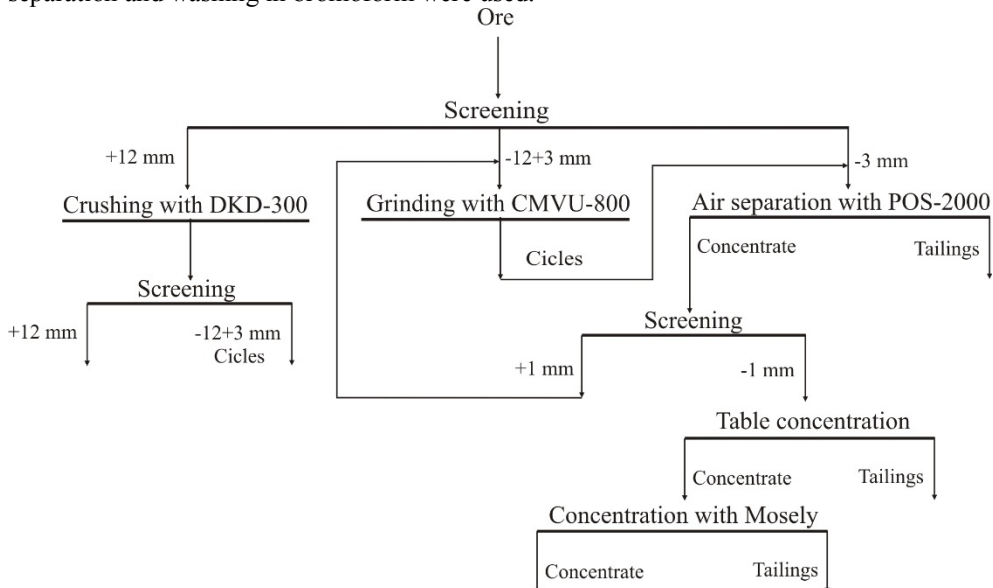 separation and washing in bromoform were used.
Ore
Screening
+12 mm
-12+3 mm
-3 mm
Crushing with DKD-300
Grinding with CMVU-800
Air separation with POS-2000
Concentrate
Tailings
Cicles
Screening
Screening
+12 mm
-12+3 mm
Cicles
+1 mm
-1 mm
Table concentration
Concentrate
Tailings
Concentration with Mosely
Concentrate
Tailings